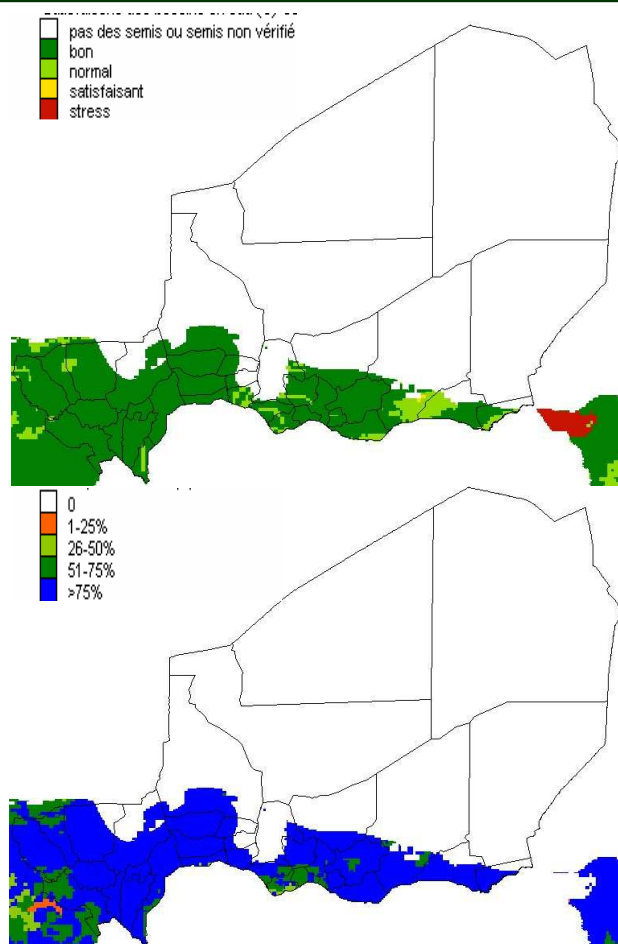 pas des semis ou semis non vérifié
bon
normal
satisfaisant
stress
0
1-25%
26-50%
51-75%
>75%